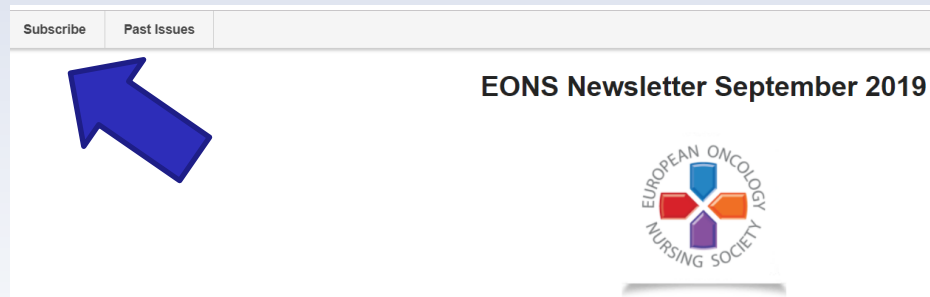 Subscribe
Past Issues
EONS Newsletter September 2019
EUROPEAN ONCOLOGY
NURSING SOCIETY